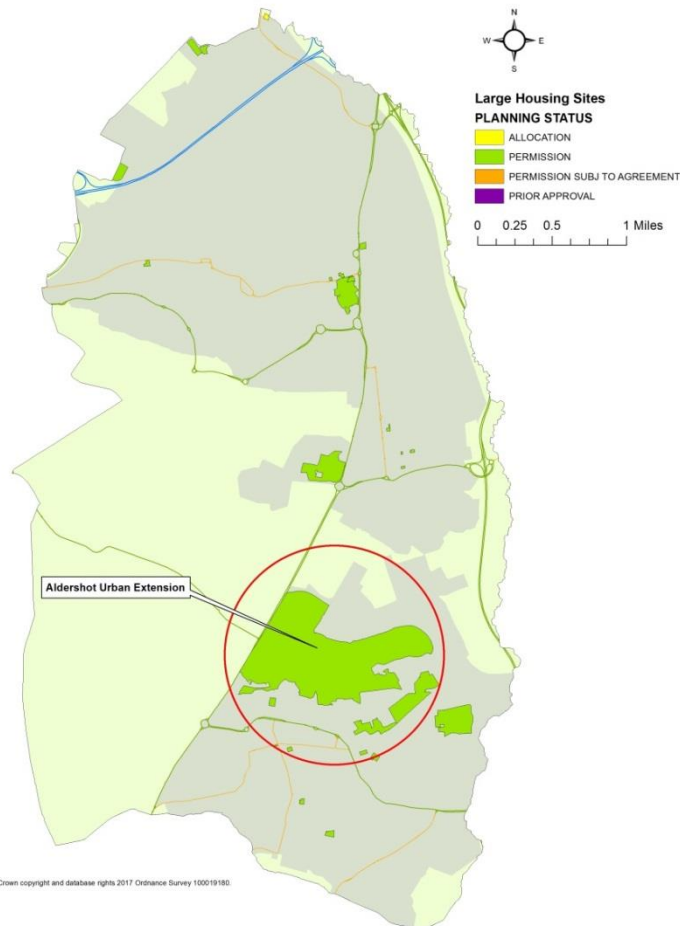 N
W E
S
Large Housing Sites
PLANNING STATUS
ALLOCATION
PERMISSION
PERMISSION SUBJ TO AGREEMENT
PRIOR APPROVAL
0 0.25 0.5 1 Miles
Aldershot Urban Extension
Crown copyright and database rights 2017 Ordnance Survey 100019180.